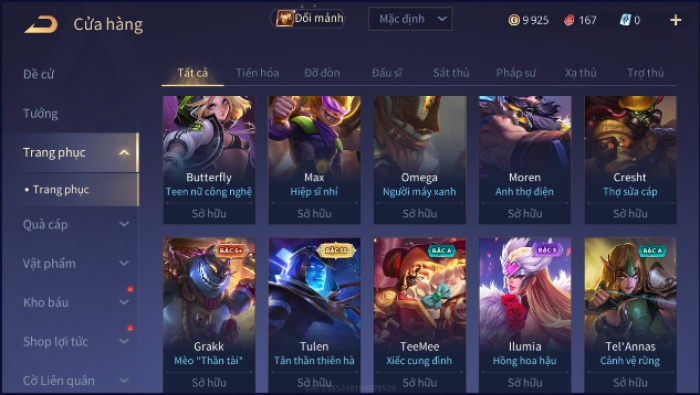 Cửa hàng
Đổi mảnh
Mặc định
9 925
167
0
Đề cử
Tướng
Trang phục
• Trang phục
Quà cáp
Vật phẩm
Kho báu
Shop lợi tức
Cờ Liên quân
Tất cả
Tiến hóa
Đỡ đòn
Đấu sĩ
Sát thủ
Pháp sư
Xạ thủ
Trợ thủ
Butterfly
Teen nữ công nghệ
Sở hữu
Max
Hiệp sĩ nhí
Sở hữu
Omega
Người máy xanh
Sở hữu
Moren
Anh thợ điện
Sở hữu
Cresht
Thợ sửa cáp
Sở hữu
BẬC S+
Grakk
Mèo "Thần tài"
Sở hữu
BẬC SS
Tulen
Tân thần thiên hà
Sở hữu
BẬC A
TeeMee
Xiếc cung đình
Sở hữu
BẬC S
Ilumia
Hồng hoa hậu
Sở hữu
BẬC A
Tel'Annas
Cảnh vệ rừng
Sở hữu